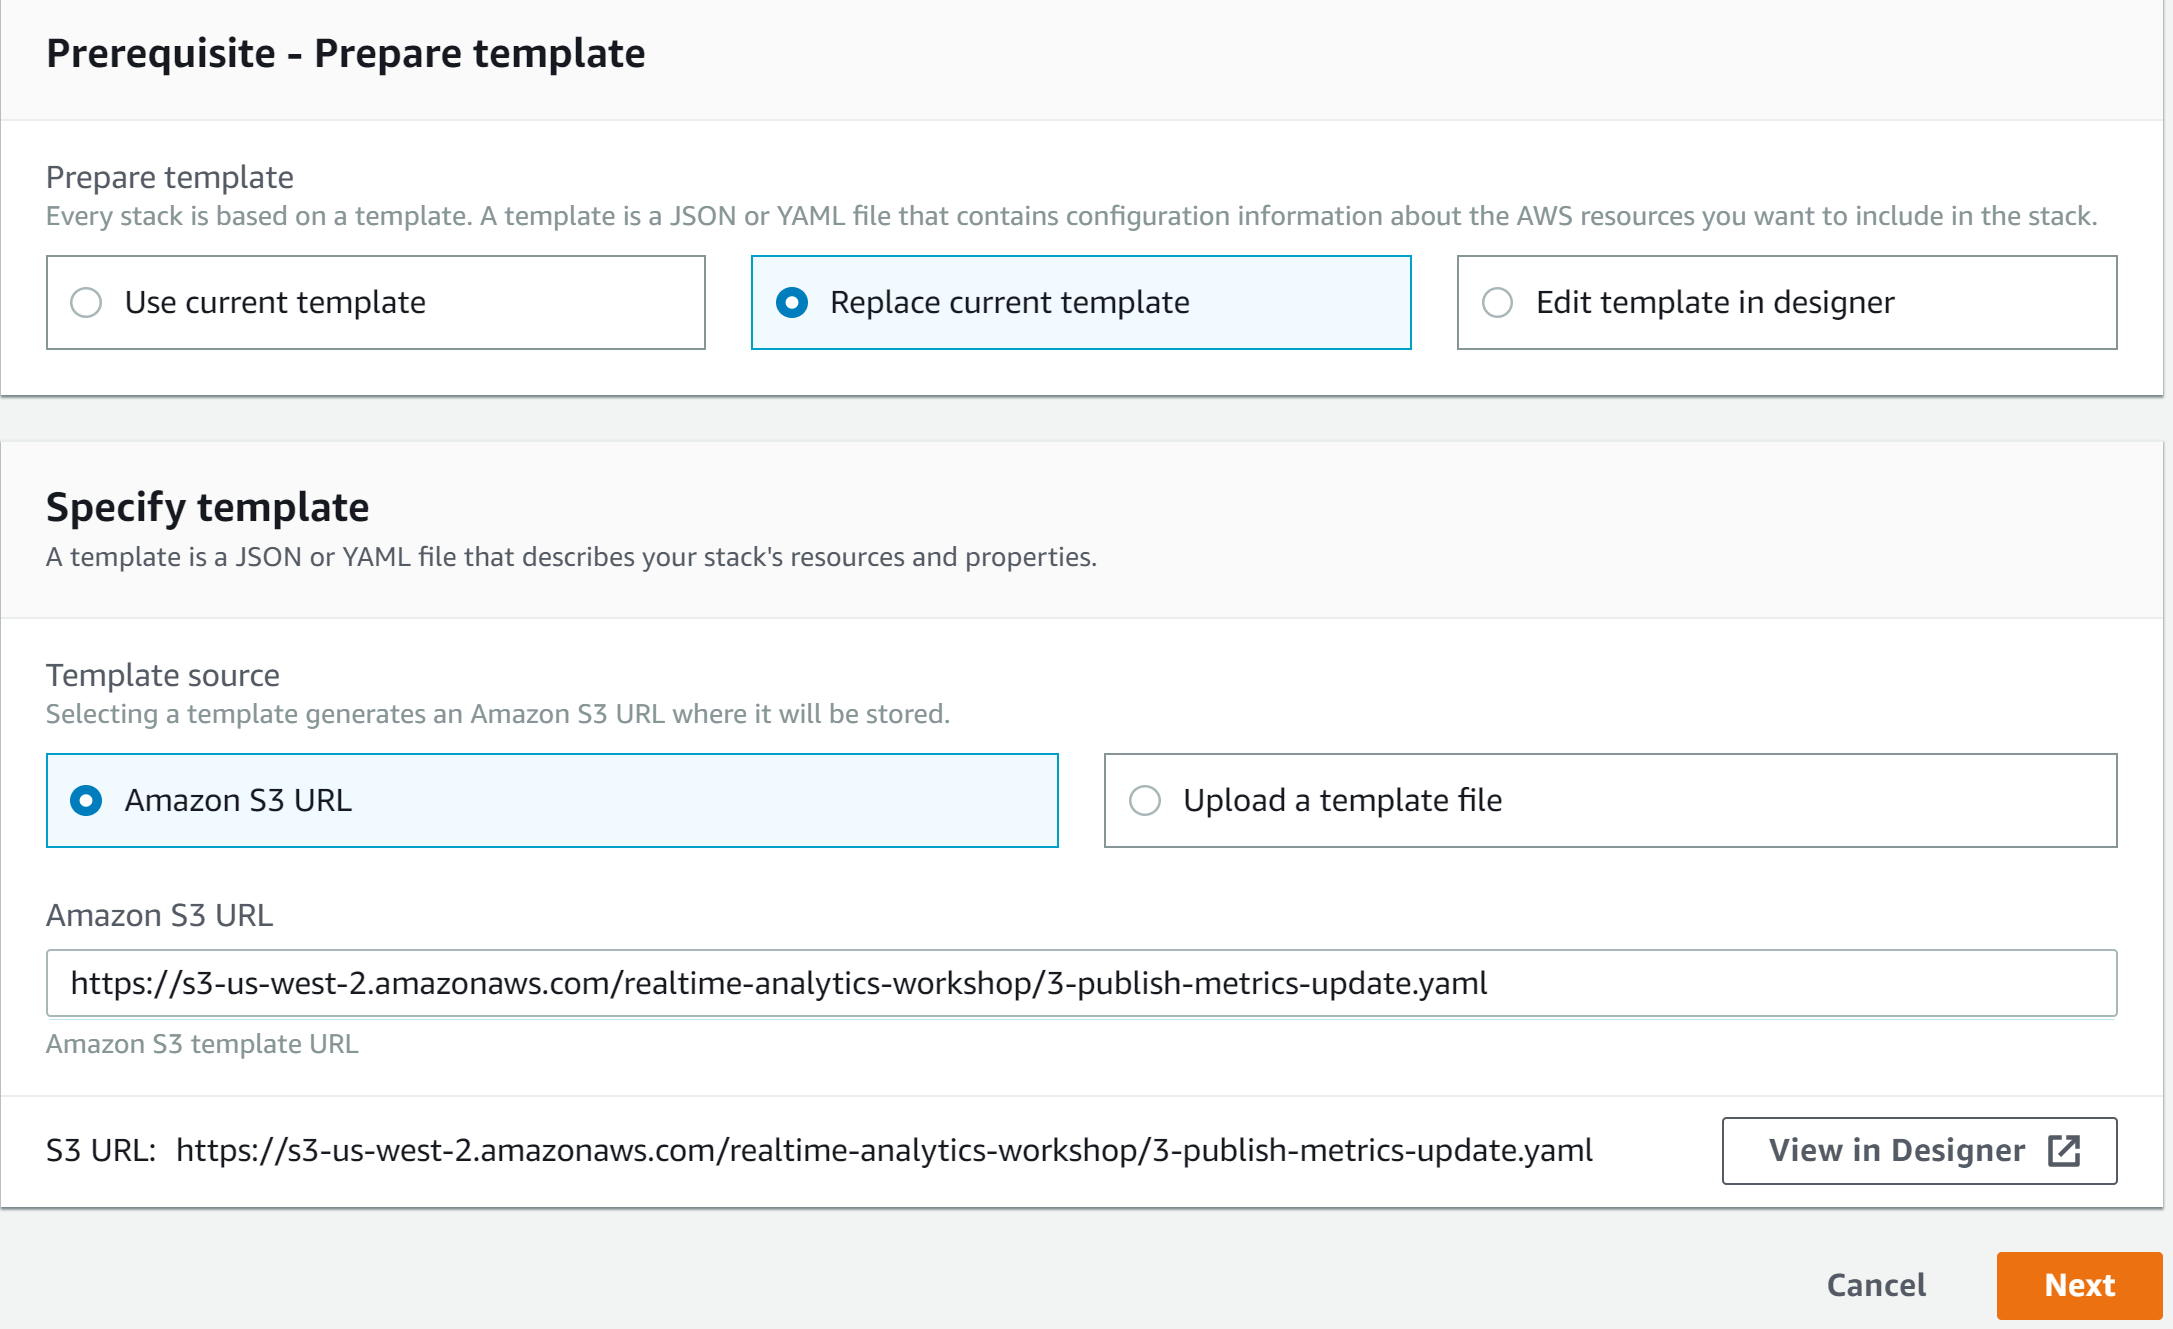 Prerequisite - Prepare template
Prepare template
Every stack is based on a template. A template is a JSON or YAML file that contains configuration information about the AWS resources you want to include in the stack.
Use current template
Replace current template
Edit template in designer
Specify template
A template is a JSON or YAML file that describes your stack's resources and properties.
Template source
Selecting a template generates an Amazon S3 URL where it will be stored.
Amazon S3 URL
Upload a template file
Amazon S3 URL
https://s3-us-west-2.amazonaws.com/realtime-analytics-workshop/3-publish-metrics-update.yaml
Amazon S3 template URL
S3 URL: https://s3-us-west-2.amazonaws.com/realtime-analytics-workshop/3-publish-metrics-update.yaml
View in Designer
Cancel
Next